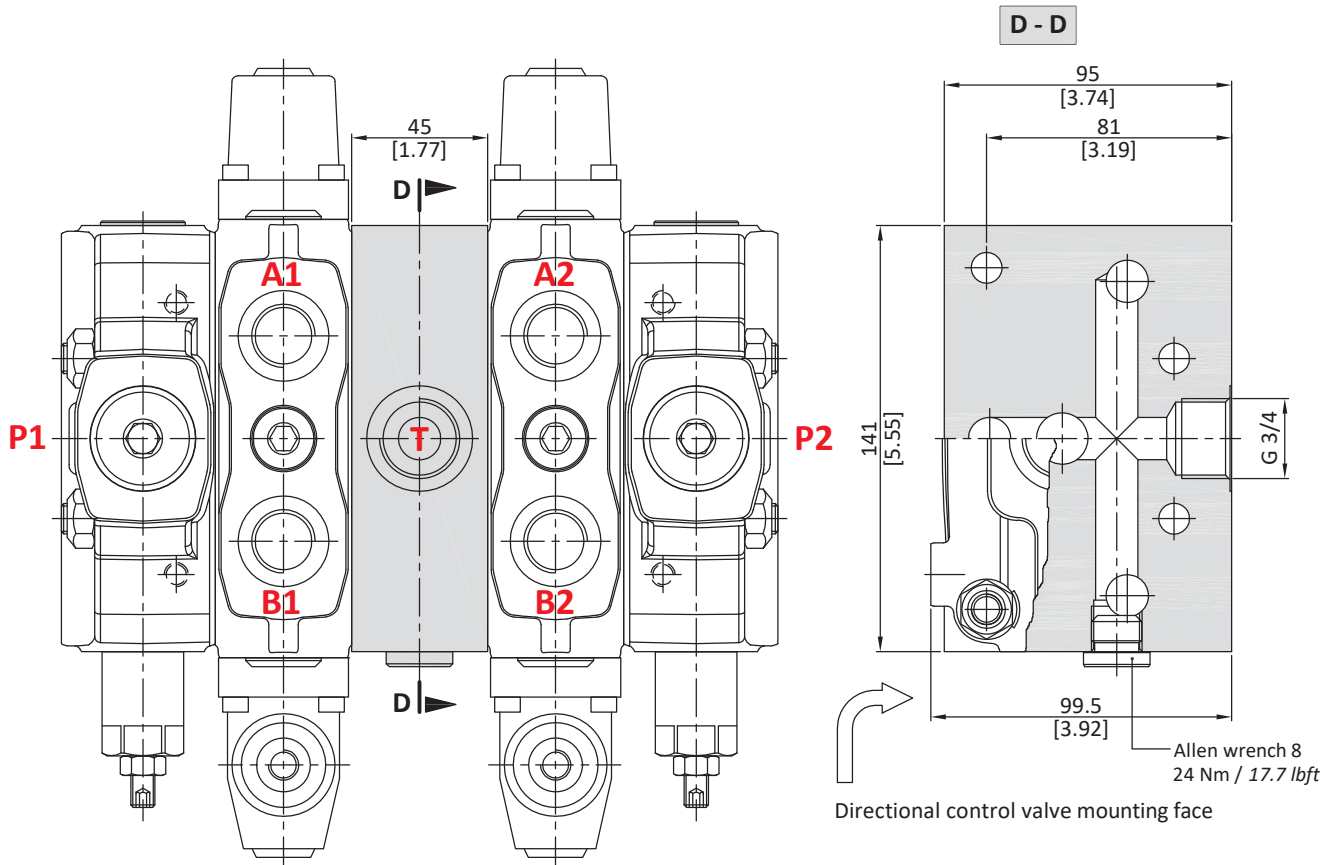 D - D
95
[3.74]
81
[3.19]
45
[1.77]
D
A1
A2
P1
T
P2
141
[5.55]
G 3/4
B1
B2
D
99.5
[3.92]
Allen wrench 8
24 Nm / 17.7 lbft
Directional control valve mounting face